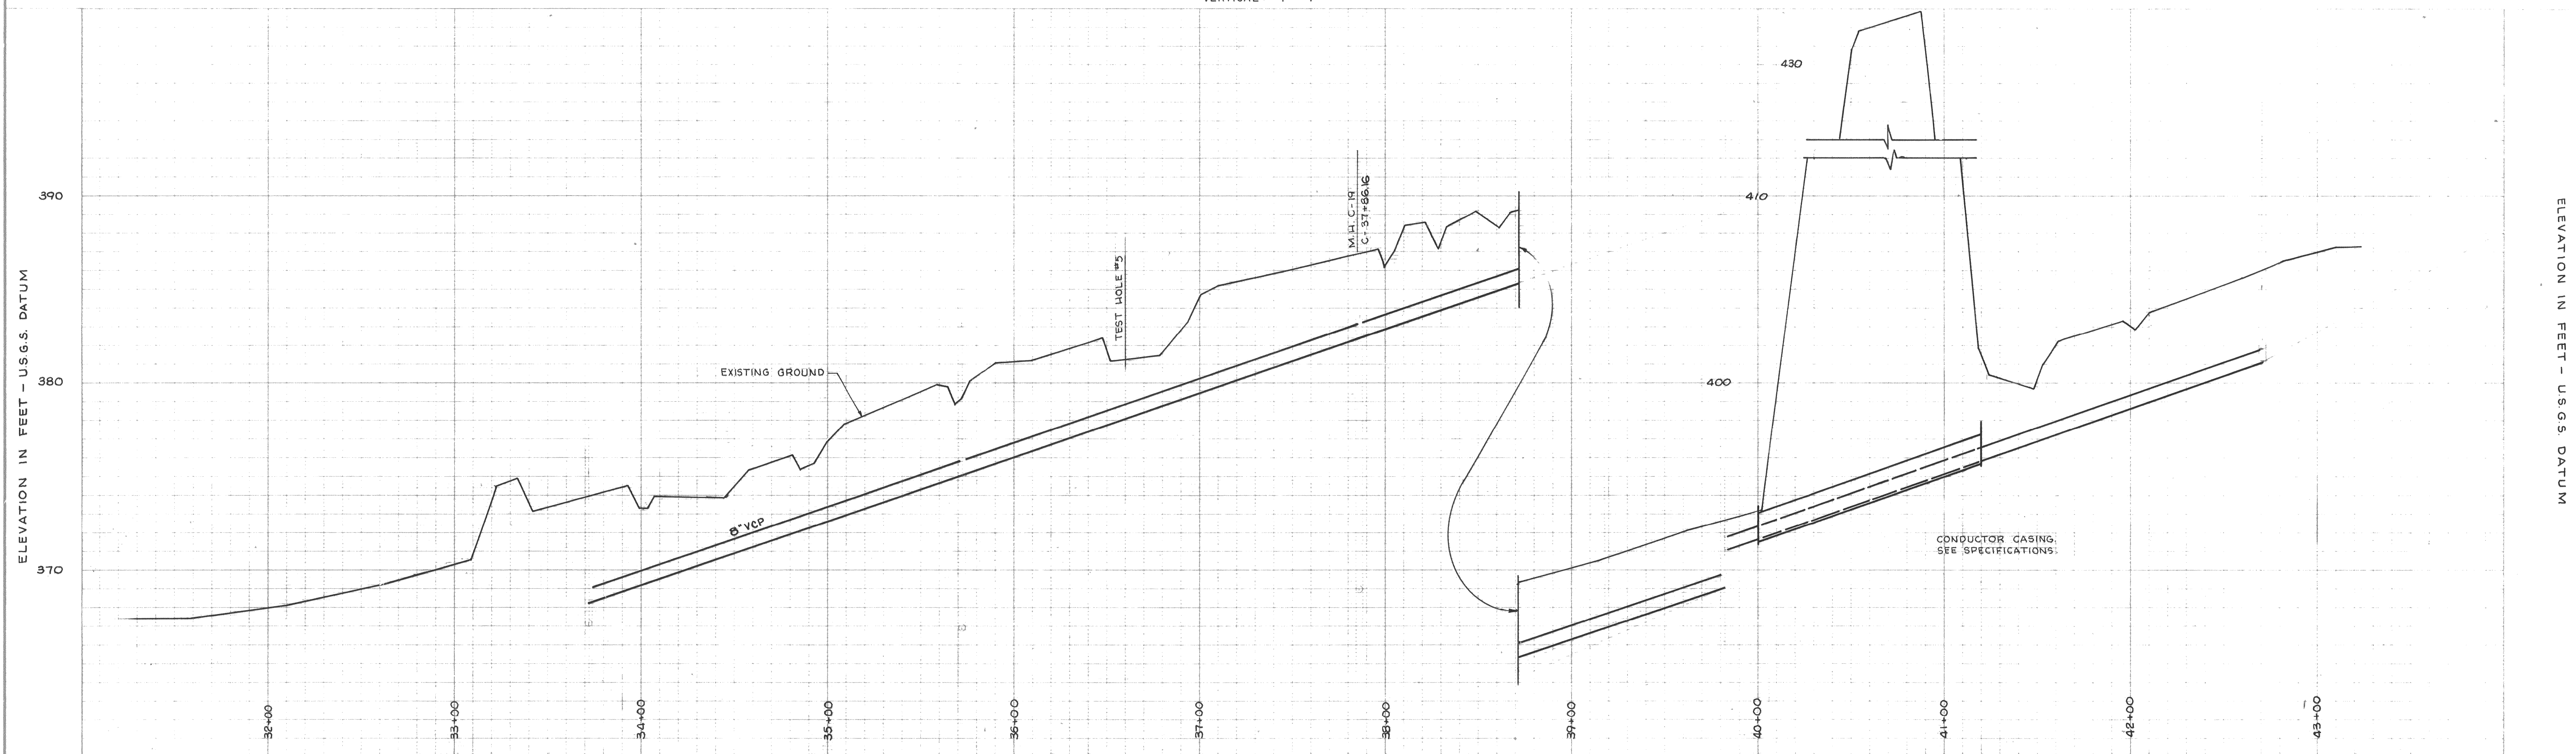 430
390
410
M.H. C-19
C-37+86.16
TEST HOLE #5
EXISTING GROUND
380
400
ELEVATION IN FEET - U.S.G.S. DATUM
ELEVATION IN FEET - U.S.G.S. DATUM
8" VCP
CONDUCTOR CASING
SEE SPECIFICATIONS.
370
32+00
33+00
34+00
35+00
36+00
37+00
38+00
39+00
40+00
41+00
42+00
43+00